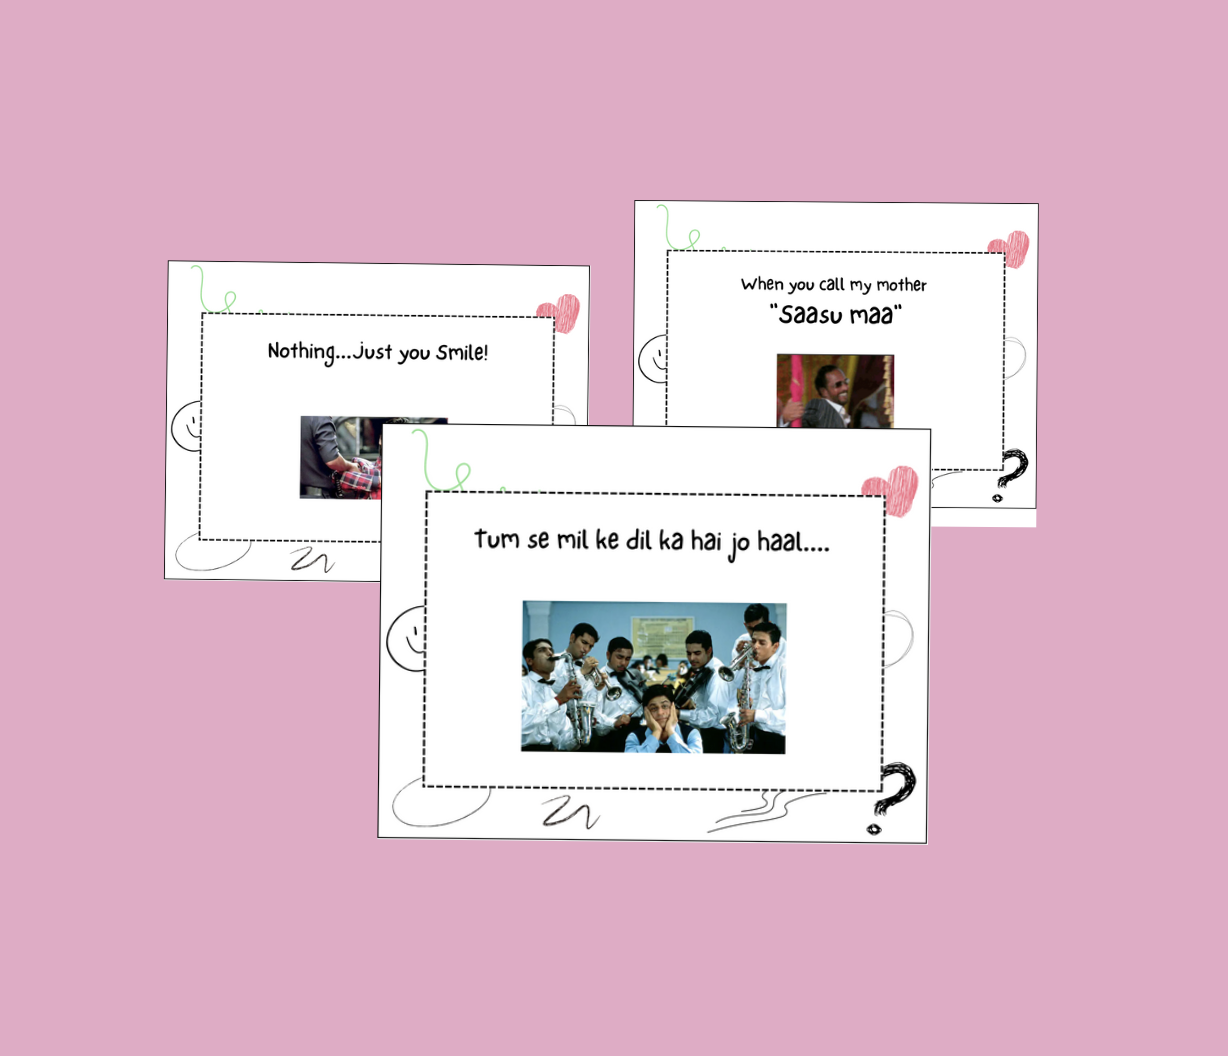 When you call my mother
"Saasu maa"
Nothing...Just you Smile!
Tum se mil ke dil ka hai jo haal....